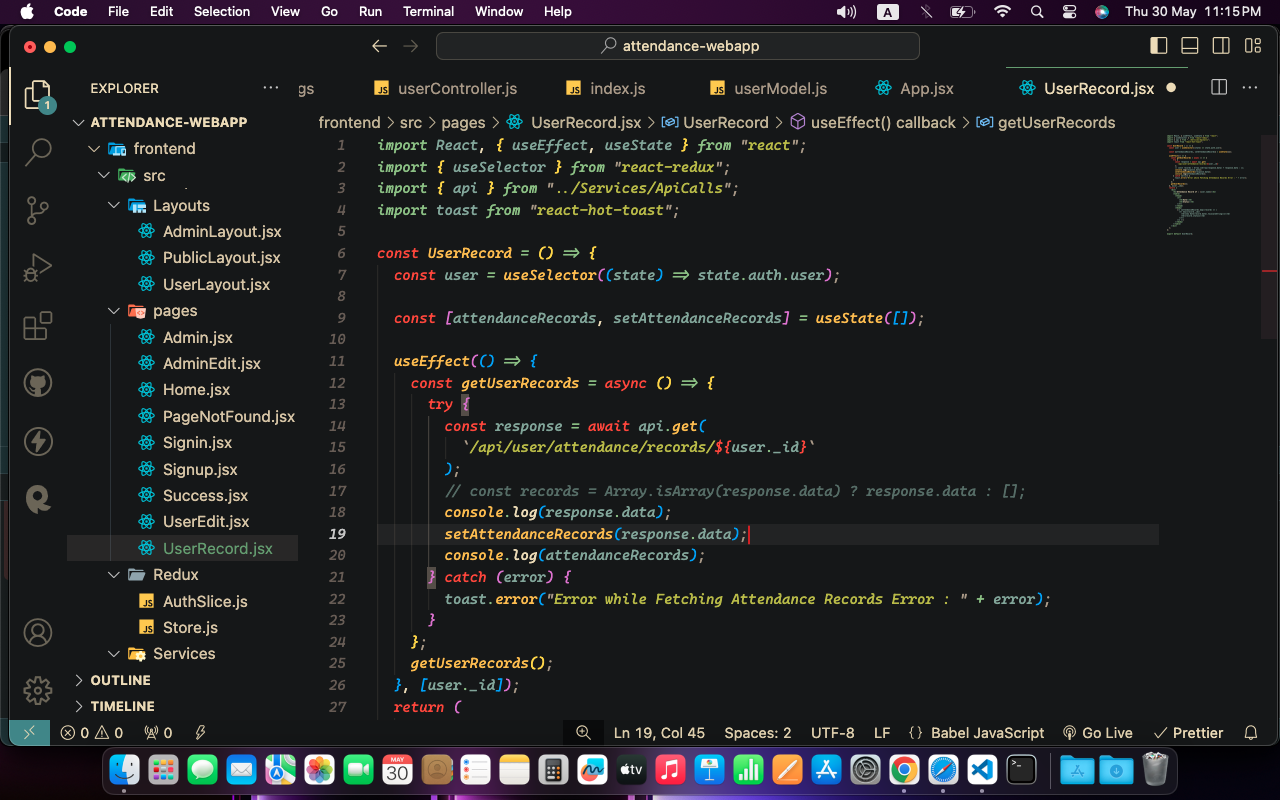 Code File Edit Selection View Go Run Terminal Window Help A Thu 30 May 11:15 PM
attendance-webapp
EXPLORER ... gs userController.js index.js userModel.js App.jsx UserRecord.jsx ...
1
ATTENDANCE-WEBAPP
frontend > src > pages > UserRecord.jsx > UserRecord > useEffect() callback > getUserRecords
frontend
src
Layouts
AdminLayout.jsx
PublicLayout.jsx
UserLayout.jsx
pages
Admin.jsx
AdminEdit.jsx
Home.jsx
PageNotFound.jsx
Signin.jsx
Signup.jsx
Success.jsx
UserEdit.jsx
UserRecord.jsx
Redux
AuthSlice.js
Store.js
Services
OUTLINE
TIMELINE
1 import React, { useEffect, useState } from "react";
2 import { useSelector } from "react-redux";
3 import { api } from "../Services/ApiCalls";
4 import toast from "react-hot-toast";
5
6 const UserRecord = () => {
7 const user = useSelector((state) => state.auth.user);
8
9 const [attendanceRecords, setAttendanceRecords] = useState([]);
10
11 useEffect(() => {
12 const getUserRecords = async () => {
13 try {
14 const response = await api.get(
15 `/api/user/attendance/records/${user._id}`
16 );
17 // const records = Array.isArray(response.data) ? response.data : [];
18 console.log(response.data);
19 setAttendanceRecords(response.data);
20 console.log(attendanceRecords);
21 } catch (error) {
22 toast.error("Error while Fetching Attendance Records Error : " + error);
23 }
24 };
25 getUserRecords();
26 }, [user._id]);
27 return (
0 0 0 Ln 19, Col 45 Spaces: 2 UTF-8 LF {} Babel JavaScript Go Live Prettier
MAY
30
tv